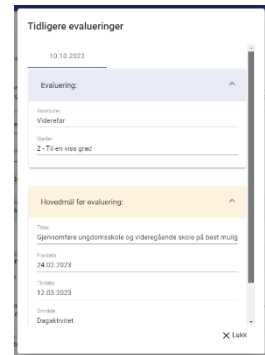 Tidligere evalueringer
10.10.2023
Evaluering:
Konklusjon
Viderefør
Vurder
2 - Til en viss grad
Hovedmål før evaluering:
Tittel
Gjennomføre ungdomsskole og videregående skole på best mulig
Fra dato
24.02.2023
Til dato
12.03.2023
Område
Dagaktivitet
Lukk